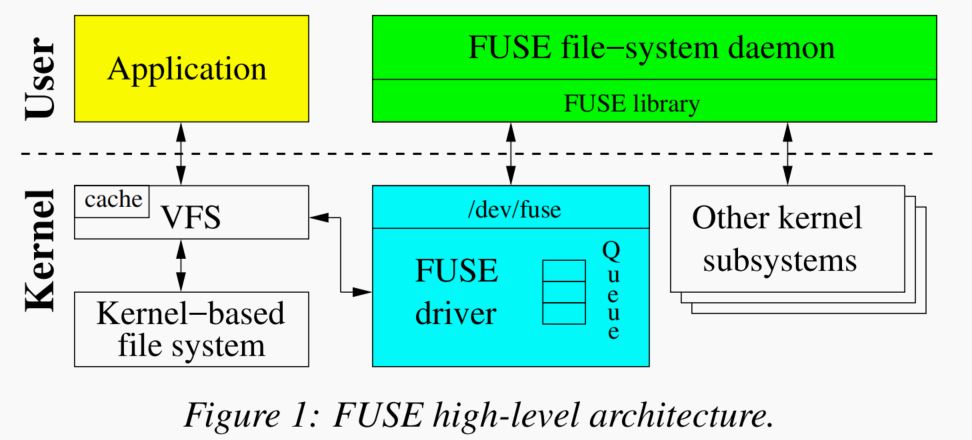 User
Application
FUSE file−system daemon
FUSE library
Kernel
cache
VFS
Kernel−based
file system
/dev/fuse
FUSE
driver
Queue
Other kernel
subsystems
Figure 1: FUSE high-level architecture.